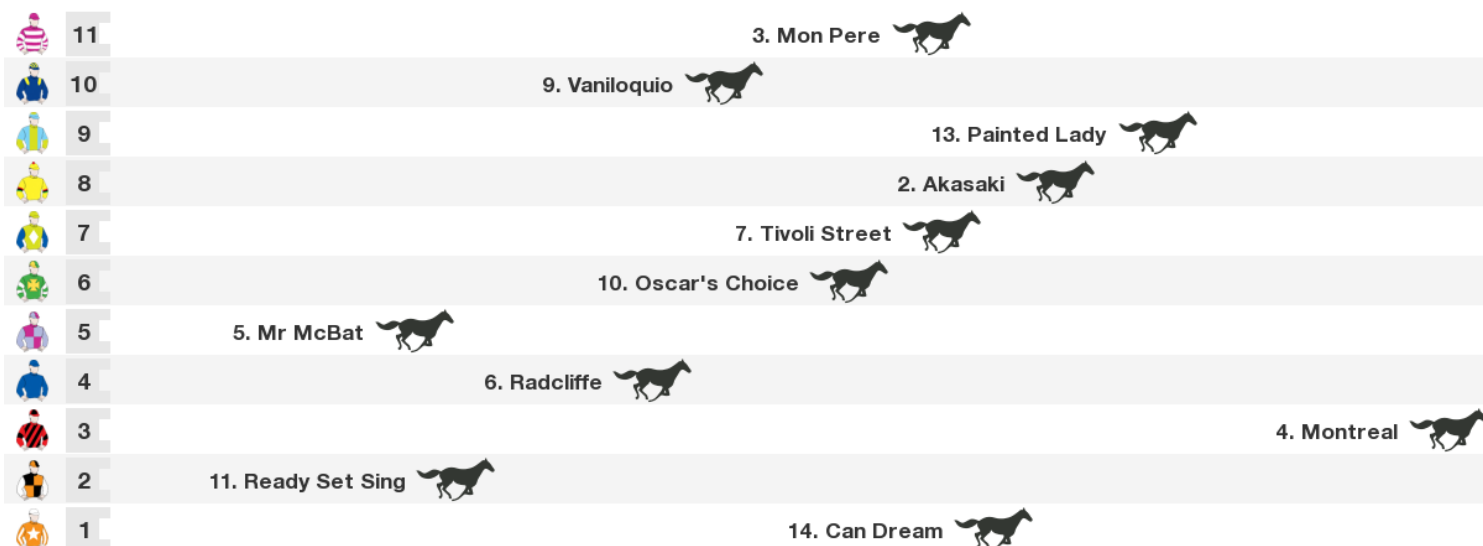 11 3. Mon Pere
10 9. Vaniloquio
9 13. Painted Lady
8 2. Akasaki
7 7. Tivoli Street
6 10. Oscar's Choice
5 5. Mr McBat
4 6. Radcliffe
3 4. Montreal
2 11. Ready Set Sing
1 14. Can Dream